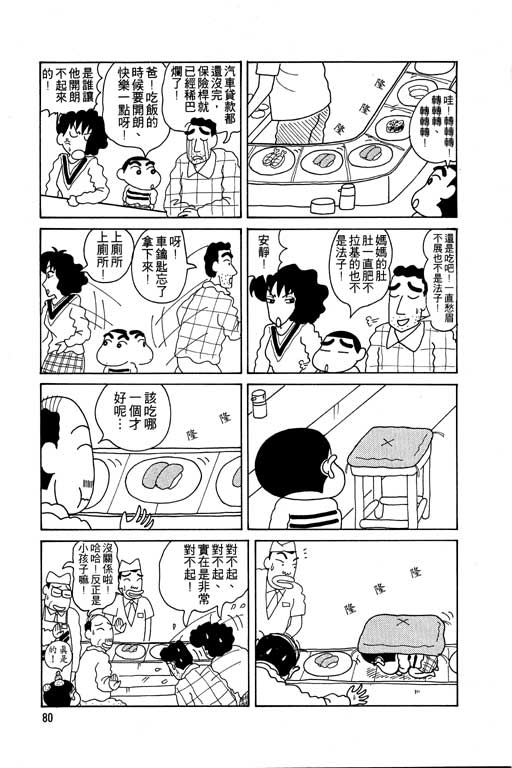 哇！轉轉轉
轉轉轉、
轉轉轉！
隆
隆
汽車貸款都
還沒完，
保險桿就
已經稀巴
爛了！
爸！吃飯的
時候要開朗、
快樂一點呀！
是誰讓
他開朗
不起來
的！
還是吃吧！一直愁眉
不展也不是法子！
媽媽的肚
肚一直肥不
拉基的也不
是法子！
安靜！
呀！
車鑰匙忘了
拿下來！
上廁所
上廁所
隆
隆
隆
隆
該吃哪
一個才
好呢…
隆
隆
隆
對不起、
對不起、
實在是非常
對不起！
沒關係啦！
哈哈！反正是
小孩子嘛！
真是
的！
80